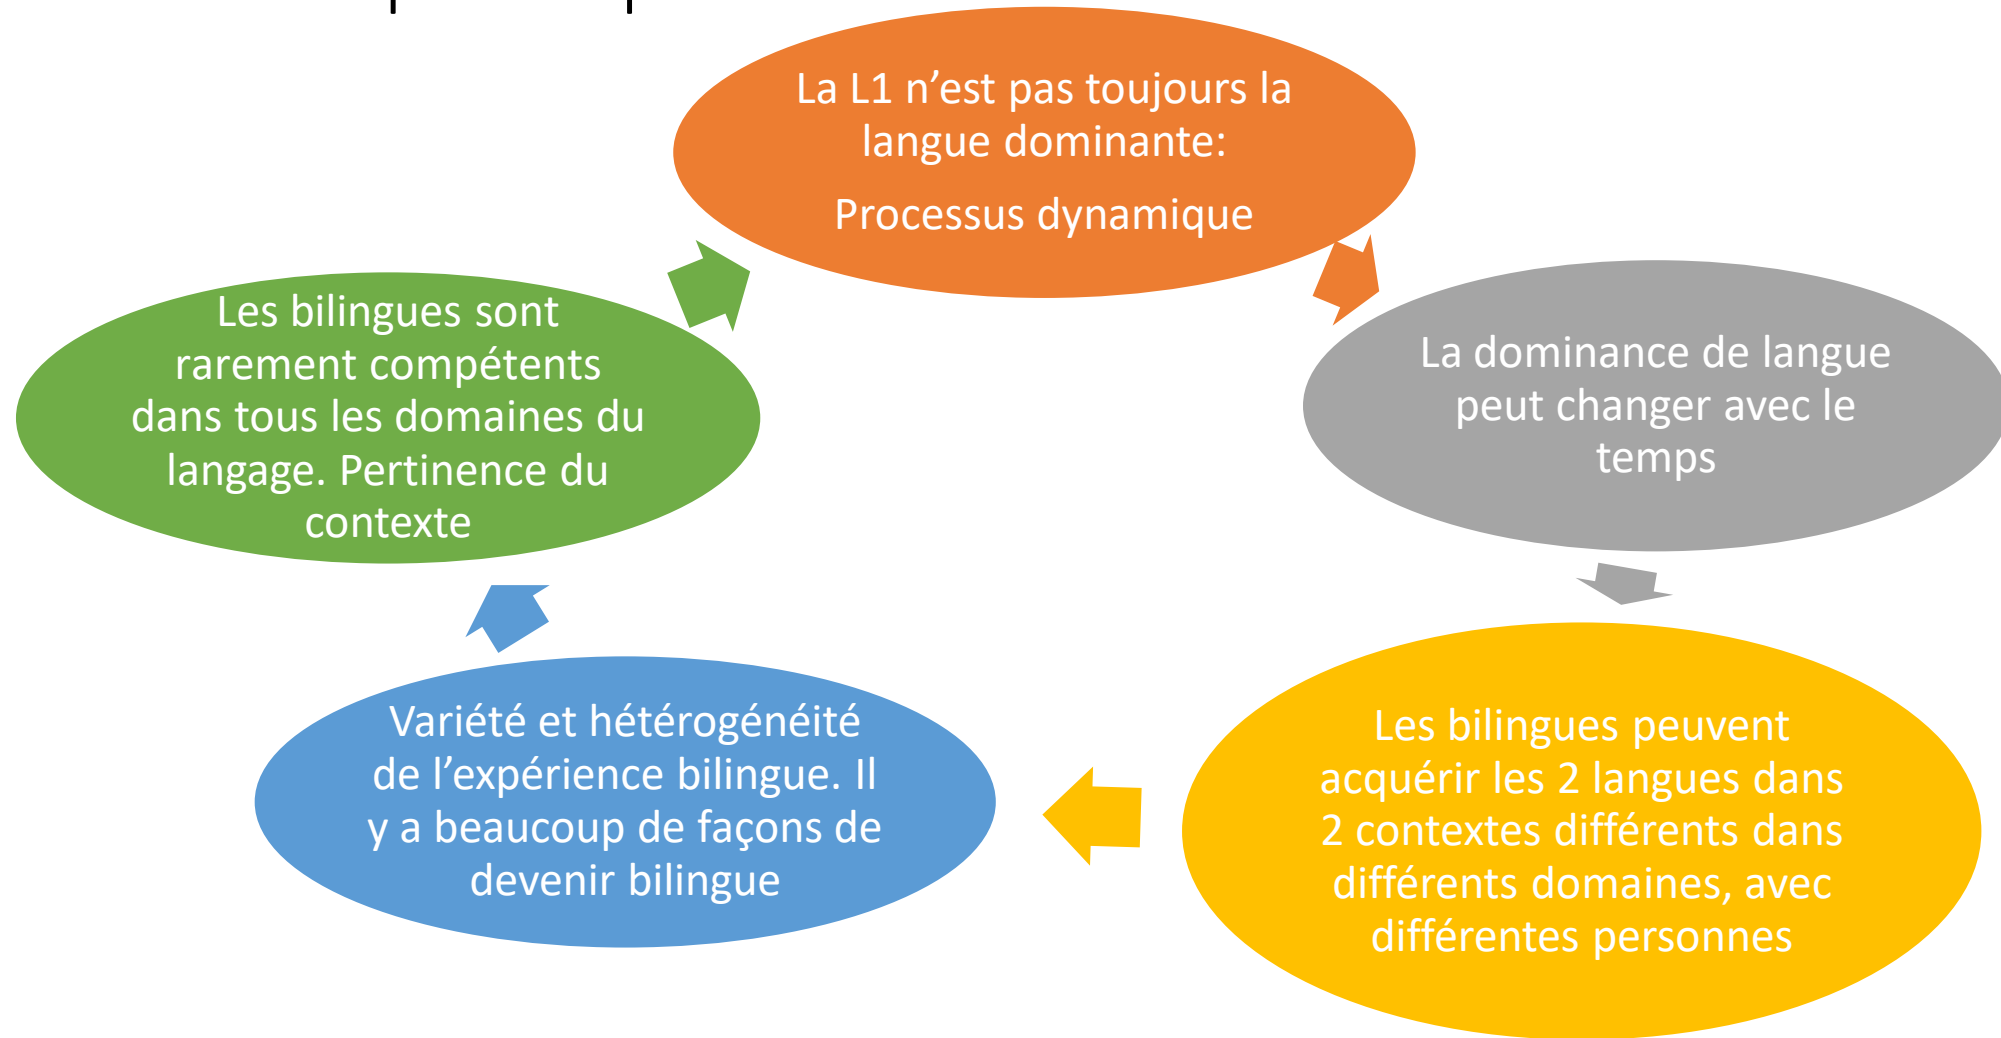 La L1 n’est pas toujours la
langue dominante:
Processus dynamique
La dominance de langue
peut changer avec le
temps
Les bilingues peuvent
acquérir les 2 langues dans
2 contextes différents dans
différents domaines, avec
différentes personnes
Variété et hétérogénéité
de l’expérience bilingue. Il
y a beaucoup de façons de
devenir bilingue
Les bilingues sont
rarement compétents
dans tous les domaines du
langage. Pertinence du
contexte